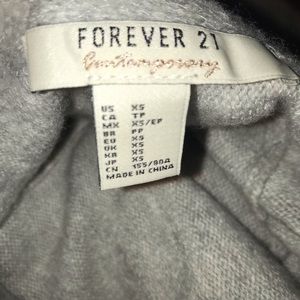 FOREVER 21
Contemporary
US XS
CA TP
MX XS/EP
BR PP
EU XS
UK XS
KR XS
JP XS
CN 155/80A
MADE IN CHINA